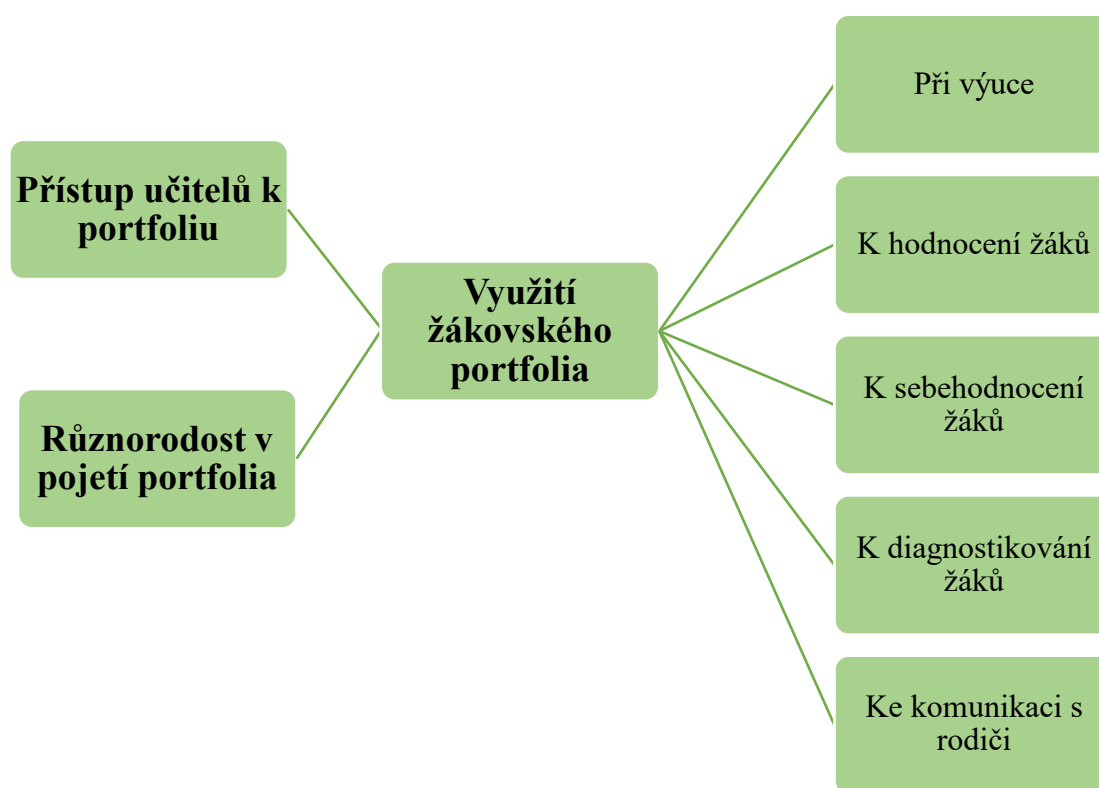 Přístup učitelů k
portfoliu
Různorodost v
pojetí portfolia
Využití
žákovského
portfolia
Při výuce
K hodnocení žáků
K sebehodnocení
žáků
K diagnostikování
žáků
Ke komunikaci s
rodiči